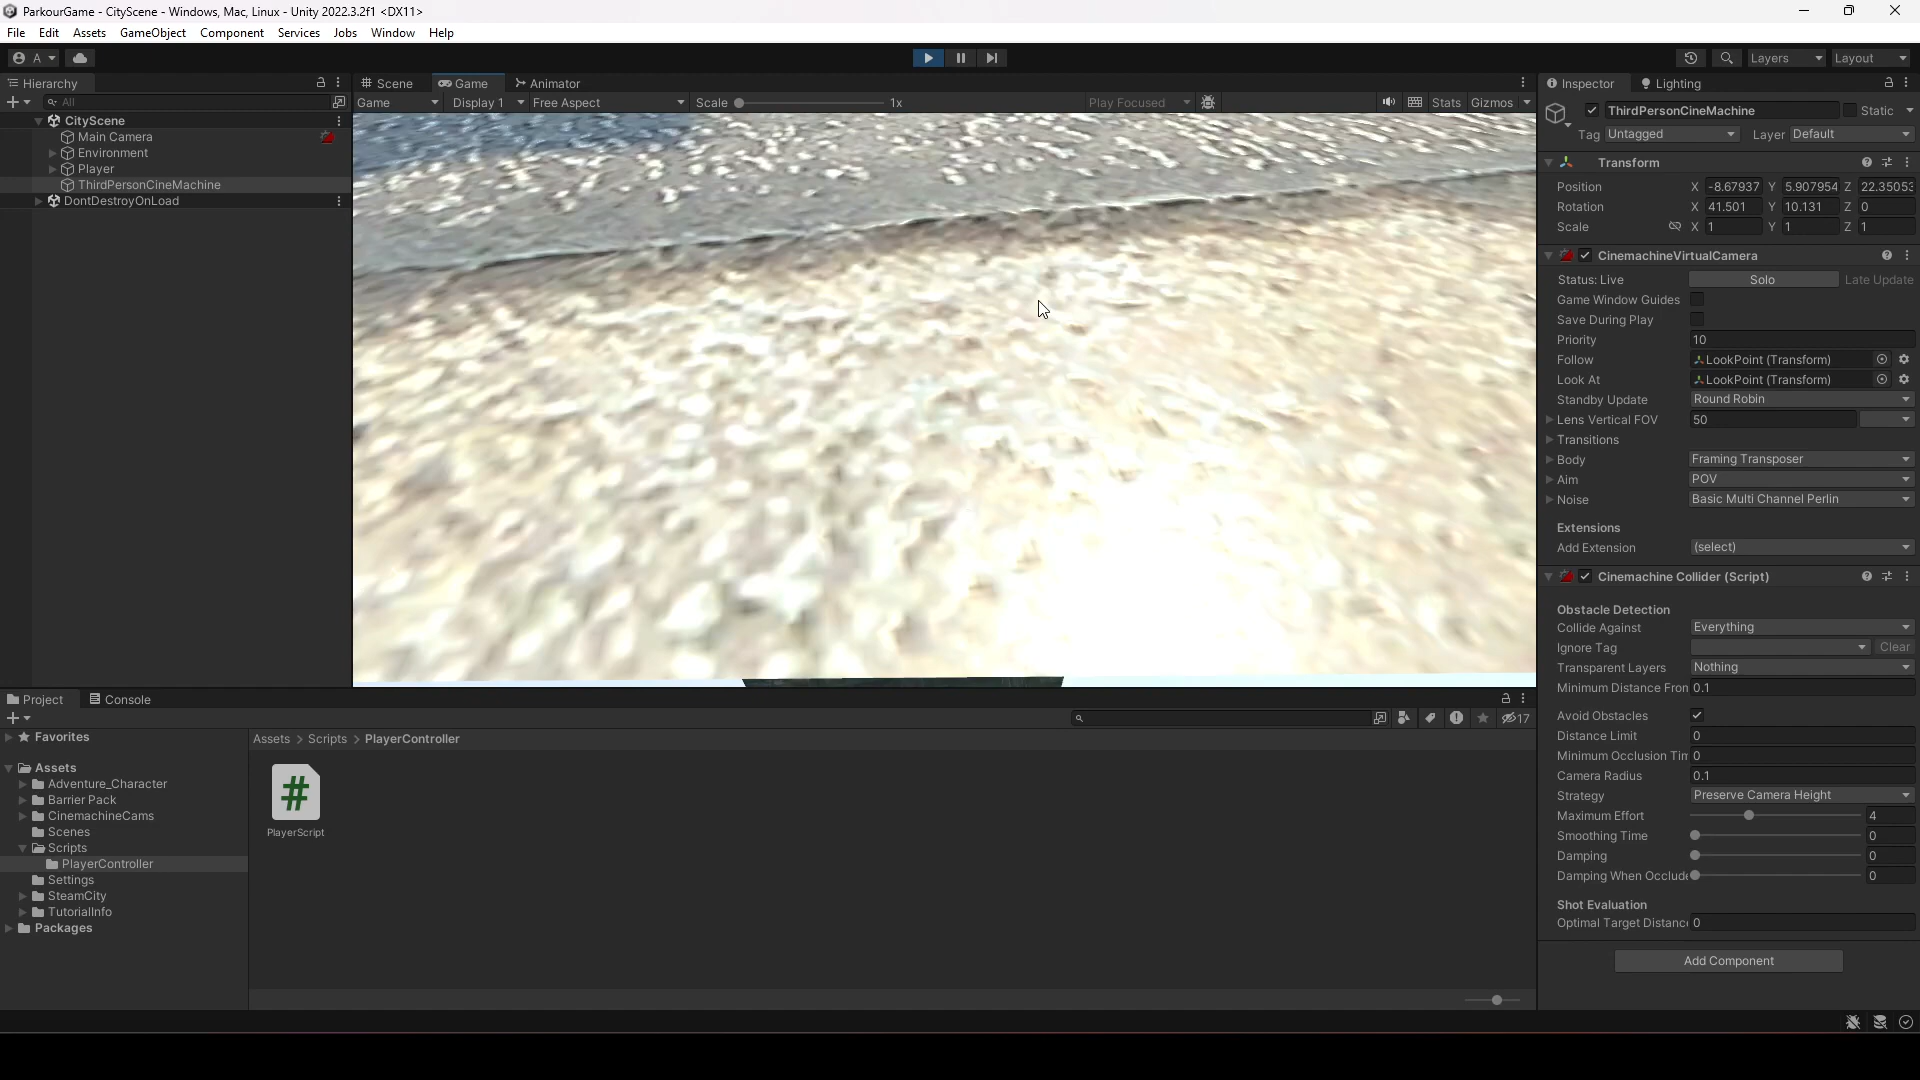 ParkourGame - CityScene - Windows, Mac, Linux - Unity 2022.3.2f1 <DX11>
File Edit Assets GameObject Component Services Jobs Window Help
A Layers Layout
Hierarchy Scene Game Animator Inspector Lighting
All Game Display 1 Free Aspect Scale 1x Play Focused Stats Gizmos
CityScene
Main Camera
Environment
Player
ThirdPersonCineMachine
DontDestroyOnLoad
ThirdPersonCineMachine Static
Tag Untagged Layer Default
Transform
Position X -8.67937 Y 5.907954 Z 22.35053
Rotation X 41.501 Y 10.131 Z 0
Scale X 1 Y 1 Z 1
CinemachineVirtualCamera
Status: Live Solo Late Update
Game Window Guides
Save During Play
Priority 10
Follow LookPoint (Transform)
Look At LookPoint (Transform)
Standby Update Round Robin
Lens Vertical FOV 50
Transitions
Body Framing Transposer
Aim POV
Noise Basic Multi Channel Perlin
Extensions
Add Extension (select)
Cinemachine Collider (Script)
Obstacle Detection
Collide Against Everything
Ignore Tag Clear
Transparent Layers Nothing
Minimum Distance Fron 0.1
Avoid Obstacles
Distance Limit 0
Minimum Occlusion Tim 0
Camera Radius 0.1
Strategy Preserve Camera Height
Maximum Effort 4
Smoothing Time 0
Damping 0
Damping When Occlude 0
Shot Evaluation
Optimal Target Distance 0
Add Component
Project Console
17
Favorites
Assets
Adventure_Character
Barrier Pack
CinemachineCams
Scenes
Scripts
PlayerController
Settings
SteamCity
TutorialInfo
Packages
Assets > Scripts > PlayerController
#
PlayerScript